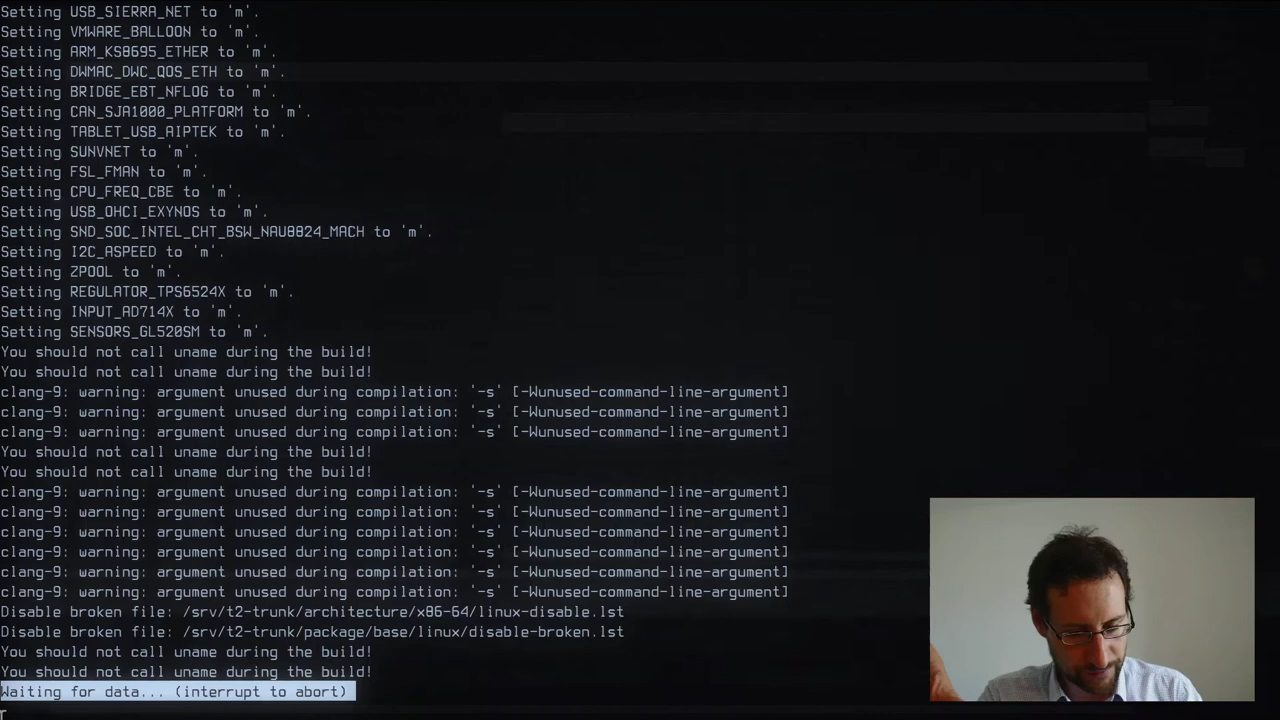 Setting USB_SIERRA_NET to 'm'.
Setting VMWARE_BALLOON to 'm'.
Setting ARM_KS8695_ETHER to 'm'.
Setting DWMAC_DWC_QOS_ETH to 'm'.
Setting BRIDGE_EBT_NFLOG to 'm'.
Setting CAN_SJA1000_PLATFORM to 'm'.
Setting TABLET_USB_AIPTEK to 'm'.
Setting SUNVNET to 'm'.
Setting FSL_FMAN to 'm'.
Setting CPU_FREQ_CBE to 'm'.
Setting USB_OHCI_EXYNOS to 'm'.
Setting SND_SOC_INTEL_CHT_BSW_NAU8824_MACH to 'm'.
Setting I2C_ASPEED to 'm'.
Setting ZPOOL to 'm'.
Setting REGULATOR_TPS6524X to 'm'.
Setting INPUT_AD714X to 'm'.
Setting SENSORS_GL520SM to 'm'.
You should not call uname during the build!
You should not call uname during the build!
clang-9: warning: argument unused during compilation: '-s' [-Wunused-command-line-argument]
clang-9: warning: argument unused during compilation: '-s' [-Wunused-command-line-argument]
clang-9: warning: argument unused during compilation: '-s' [-Wunused-command-line-argument]
You should not call uname during the build!
You should not call uname during the build!
clang-9: warning: argument unused during compilation: '-s' [-Wunused-command-line-argument]
clang-9: warning: argument unused during compilation: '-s' [-Wunused-command-line-argument]
clang-9: warning: argument unused during compilation: '-s' [-Wunused-command-line-argument]
clang-9: warning: argument unused during compilation: '-s' [-Wunused-command-line-argument]
clang-9: warning: argument unused during compilation: '-s' [-Wunused-command-line-argument]
clang-9: warning: argument unused during compilation: '-s' [-Wunused-command-line-argument]
Disable broken file: /srv/t2-trunk/architecture/x86-64/linux-disable.lst
Disable broken file: /srv/t2-trunk/package/base/linux/disable-broken.lst
You should not call uname during the build!
You should not call uname during the build!
Waiting for data... (interrupt to abort)